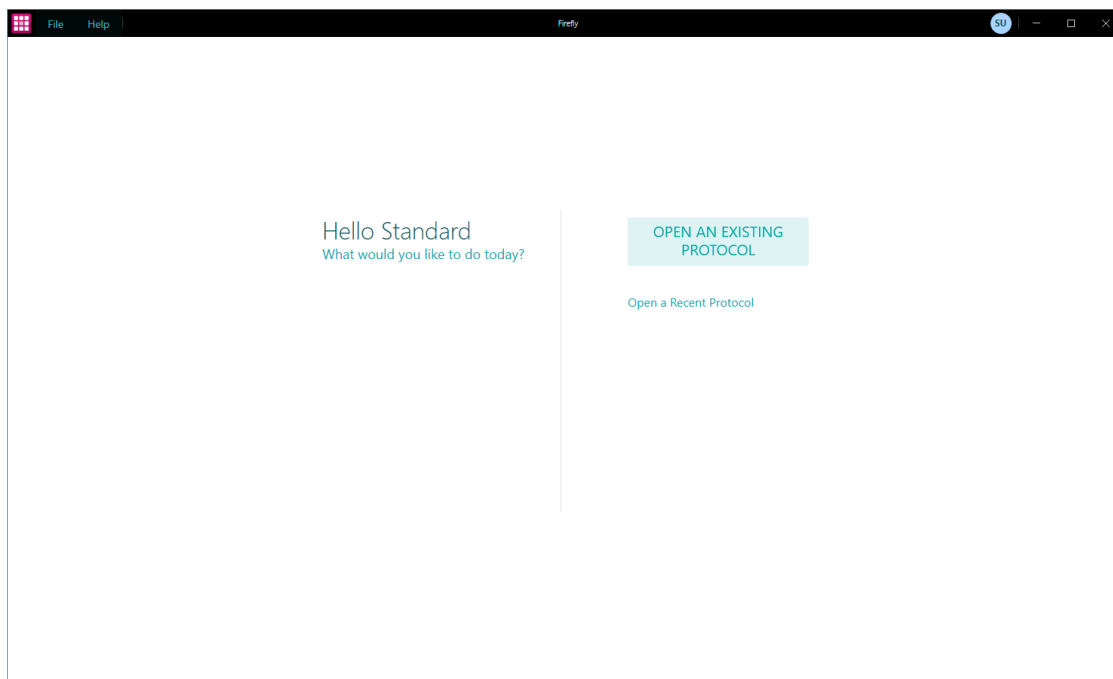 File Help Firefly SU
Hello Standard
What would you like to do today?
OPEN AN EXISTING
PROTOCOL
Open a Recent Protocol